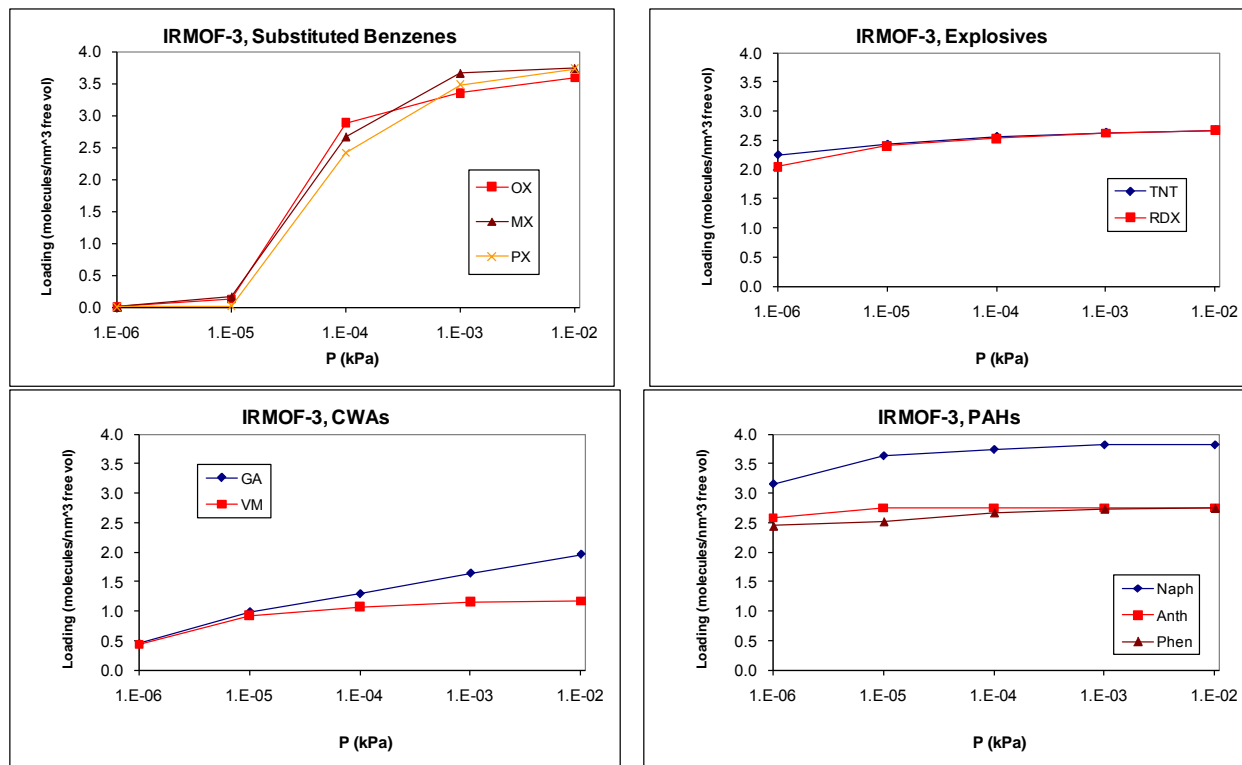 IRMOF-3, Substituted Benzenes
Loading (molecules/nm^3 free vol)
4.0
3.5
3.0
2.5
2.0
1.5
1.0
0.5
0.0
OX
MX
PX
1.E-06 1.E-05 1.E-04 1.E-03 1.E-02
P (kPa)
IRMOF-3, Explosives
Loading (molecules/nm^3 free vol)
4.0
3.5
3.0
2.5
2.0
1.5
1.0
0.5
0.0
TNT
RDX
1.E-06 1.E-05 1.E-04 1.E-03 1.E-02
P (kPa)
IRMOF-3, CWAs
Loading (molecules/nm^3 free vol)
4.0
3.5
3.0
2.5
2.0
1.5
1.0
0.5
0.0
GA
VM
1.E-06 1.E-05 1.E-04 1.E-03 1.E-02
P (kPa)
IRMOF-3, PAHs
Loading (molecules/nm^3 free vol)
4.0
3.5
3.0
2.5
2.0
1.5
1.0
0.5
0.0
Naph
Anth
Phen
1.E-06 1.E-05 1.E-04 1.E-03 1.E-02
P (kPa)